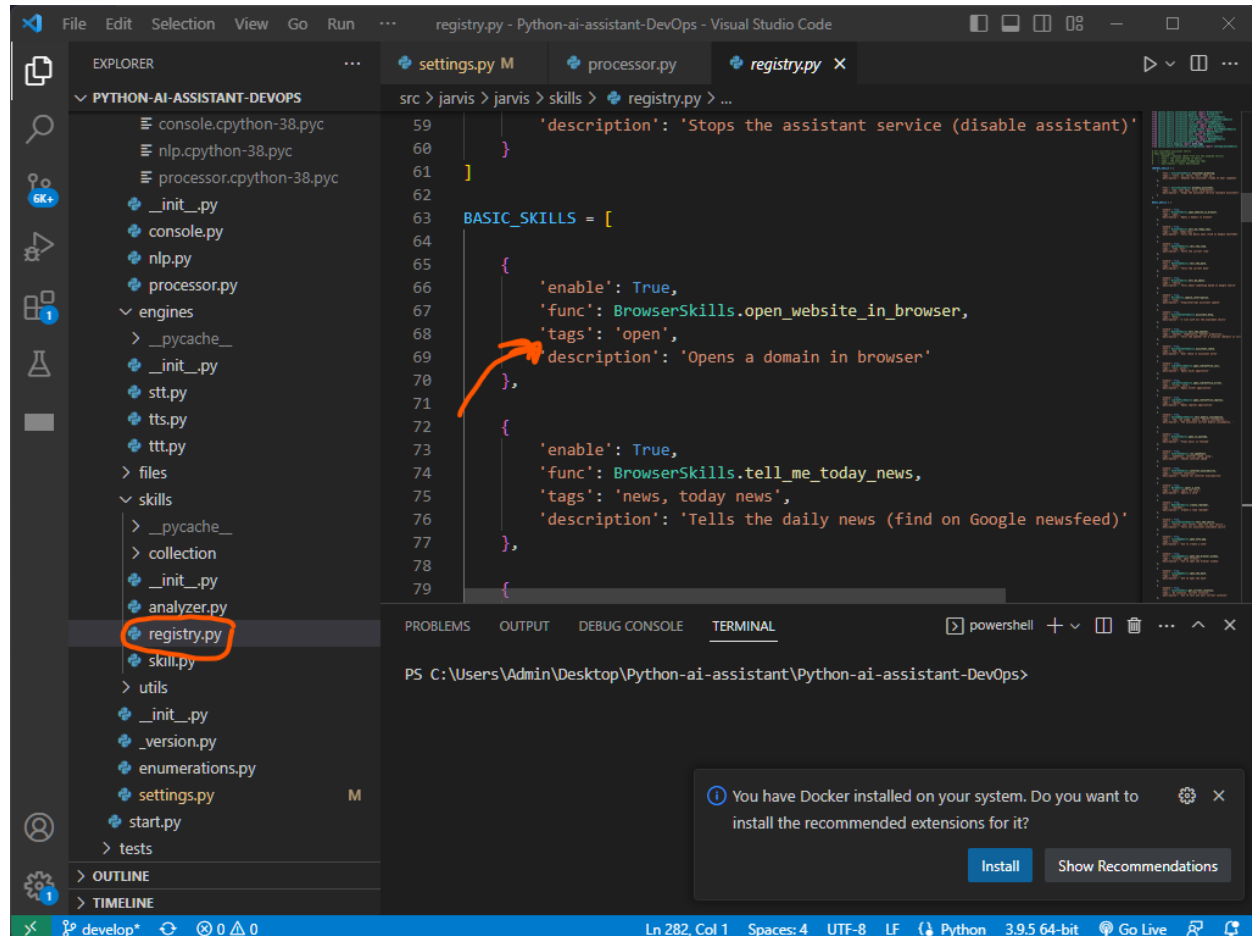 File Edit Selection View Go Run ··· registry.py - Python-ai-assistant-DevOps - Visual Studio Code
EXPLORER ···
PYTHON-AI-ASSISTANT-DEVOPS
console.cpython-38.pyc
nlp.cpython-38.pyc
processor.cpython-38.pyc
6K+
__init__.py
console.py
nlp.py
processor.py
engines
1
__pycache__
__init__.py
stt.py
tts.py
ttt.py
files
skills
__pycache__
collection
__init__.py
analyzer.py
registry.py
skill.py
utils
__init__.py
_version.py
enumerations.py
settings.py M
start.py
tests
OUTLINE
1
TIMELINE
settings.py M processor.py registry.py
src > jarvis > jarvis > skills > registry.py > ...
59 'description': 'Stops the assistant service (disable assistant)'
60 }
61 ]
62
63 BASIC_SKILLS = [
64
65 {
66 'enable': True,
67 'func': BrowserSkills.open_website_in_browser,
68 'tags': 'open',
69 'description': 'Opens a domain in browser'
70 },
71
72 {
73 'enable': True,
74 'func': BrowserSkills.tell_me_today_news,
75 'tags': 'news, today news',
76 'description': 'Tells the daily news (find on Google newsfeed)'
77 },
78
79 {
PROBLEMS OUTPUT DEBUG CONSOLE TERMINAL powershell
PS C:\Users\Admin\Desktop\Python-ai-assistant\Python-ai-assistant-DevOps>
You have Docker installed on your system. Do you want to
install the recommended extensions for it?
Install Show Recommendations
develop* 0 0 Ln 282, Col 1 Spaces: 4 UTF-8 LF Python 3.9.5 64-bit Go Live